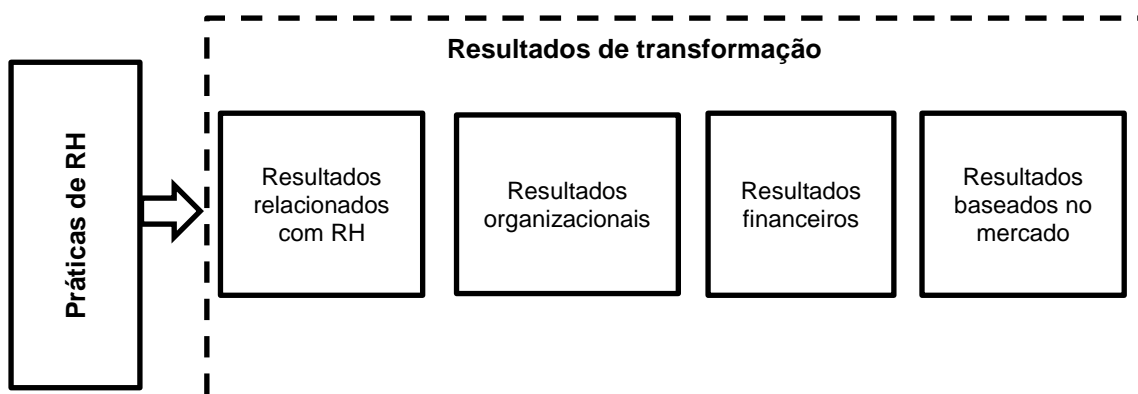 Resultados de transformação
Práticas de RH
Resultados
relacionados
com RH
Resultados
organizacionais
Resultados
financeiros
Resultados
baseados no
mercado